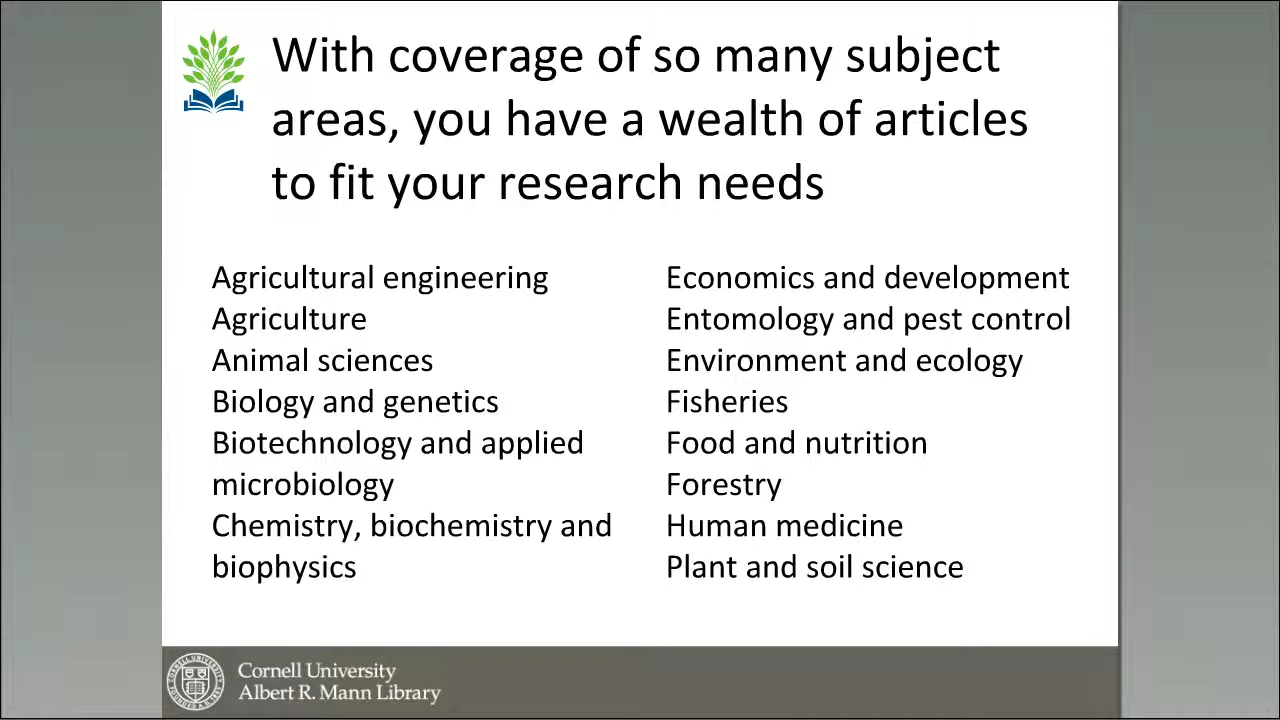 With coverage of so many subject
areas, you have a wealth of articles
to fit your research needs
Agricultural engineering
Agriculture
Animal sciences
Biology and genetics
Biotechnology and applied
microbiology
Chemistry, biochemistry and
biophysics
Economics and development
Entomology and pest control
Environment and ecology
Fisheries
Food and nutrition
Forestry
Human medicine
Plant and soil science
Cornell University
Albert R. Mann Library